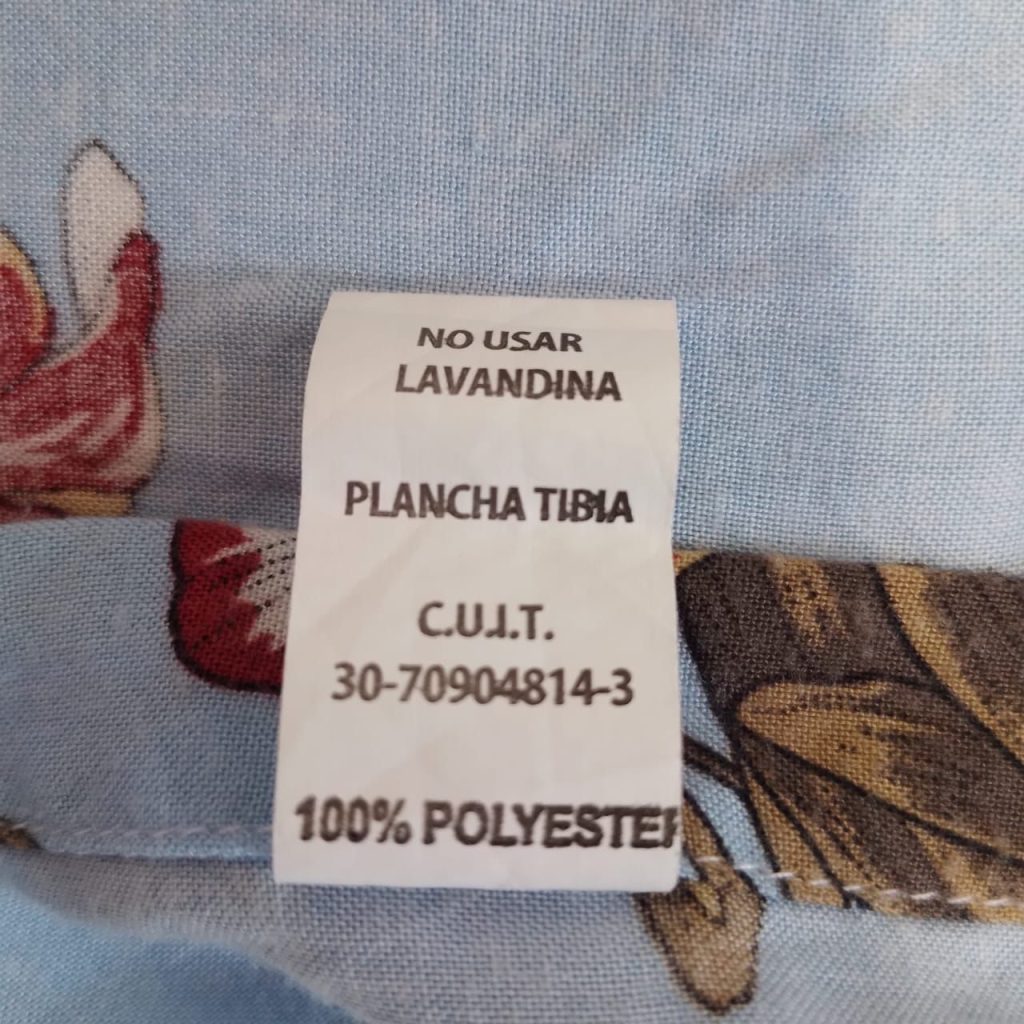 NO USAR
LAVANDINA
PLANCHA TIBIA
C.U.I.T.
30-70904814-3
100% POLYESTER